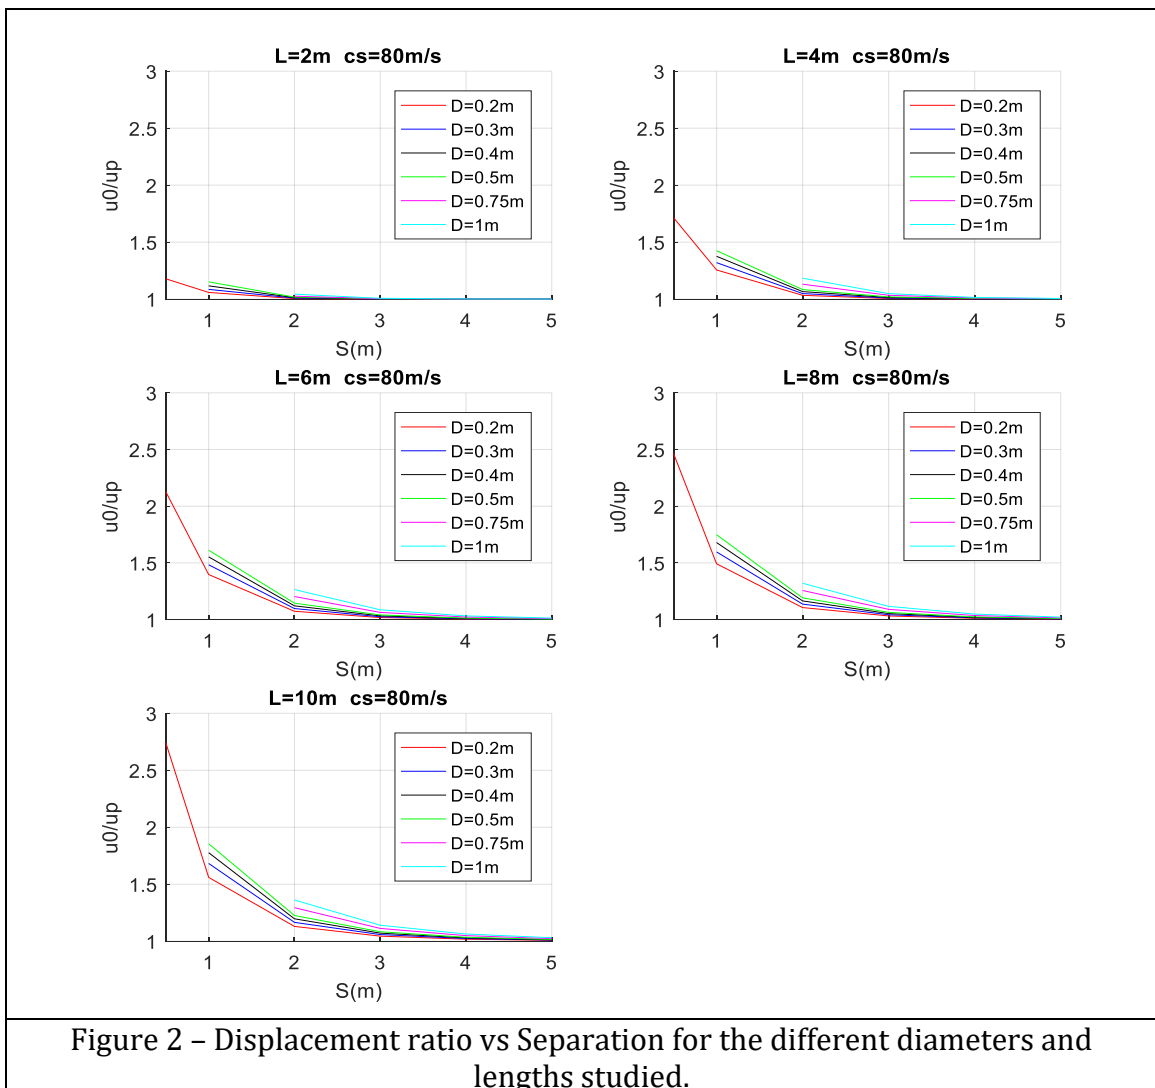 L=2m cs=80m/s
3
2.5
2
1.5
1
u0/up
D=0.2m
D=0.3m
D=0.4m
D=0.5m
D=0.75m
D=1m
1 2 3 4 5
S(m)
L=4m cs=80m/s
3
2.5
2
1.5
1
u0/up
D=0.2m
D=0.3m
D=0.4m
D=0.5m
D=0.75m
D=1m
1 2 3 4 5
S(m)
L=6m cs=80m/s
3
2.5
2
1.5
1
u0/up
D=0.2m
D=0.3m
D=0.4m
D=0.5m
D=0.75m
D=1m
1 2 3 4 5
S(m)
L=8m cs=80m/s
3
2.5
2
1.5
1
u0/up
D=0.2m
D=0.3m
D=0.4m
D=0.5m
D=0.75m
D=1m
1 2 3 4 5
S(m)
L=10m cs=80m/s
3
2.5
2
1.5
1
u0/up
D=0.2m
D=0.3m
D=0.4m
D=0.5m
D=0.75m
D=1m
1 2 3 4 5
S(m)
Figure 2 – Displacement ratio vs Separation for the different diameters and
lengths studied.